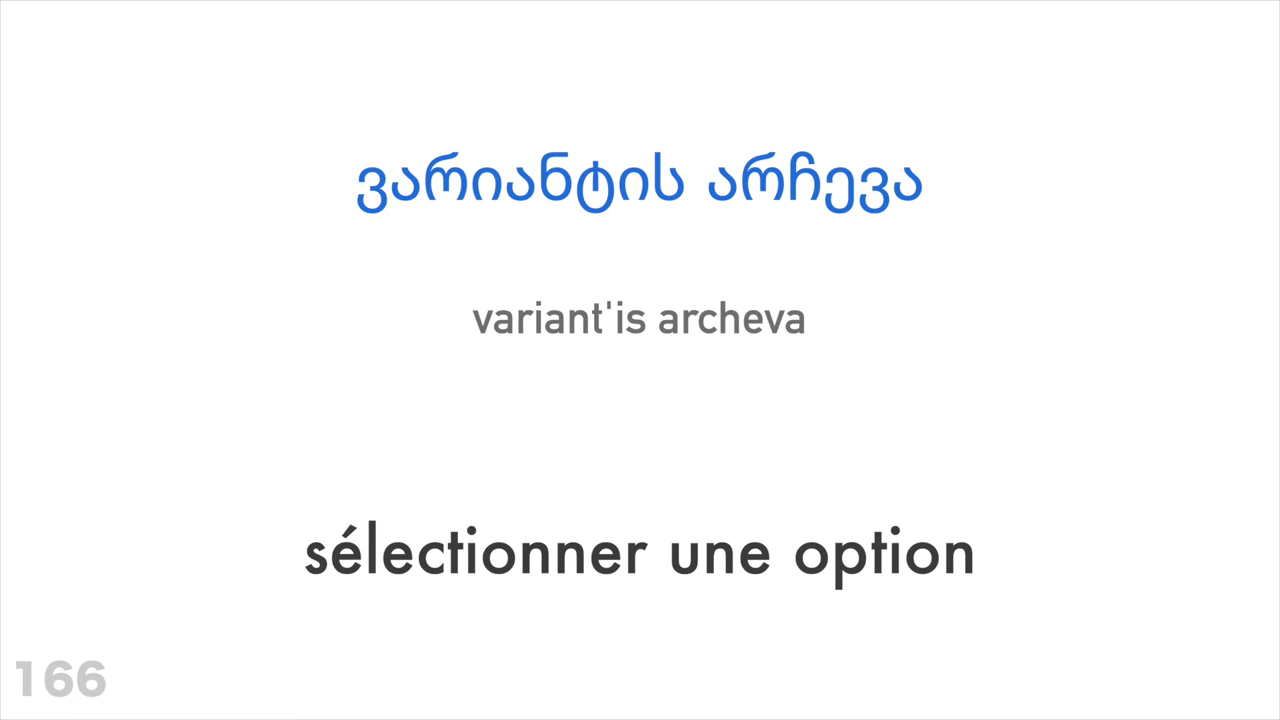 ვარიანტის არჩევა
variant'is archeva
sélectionner une option
166